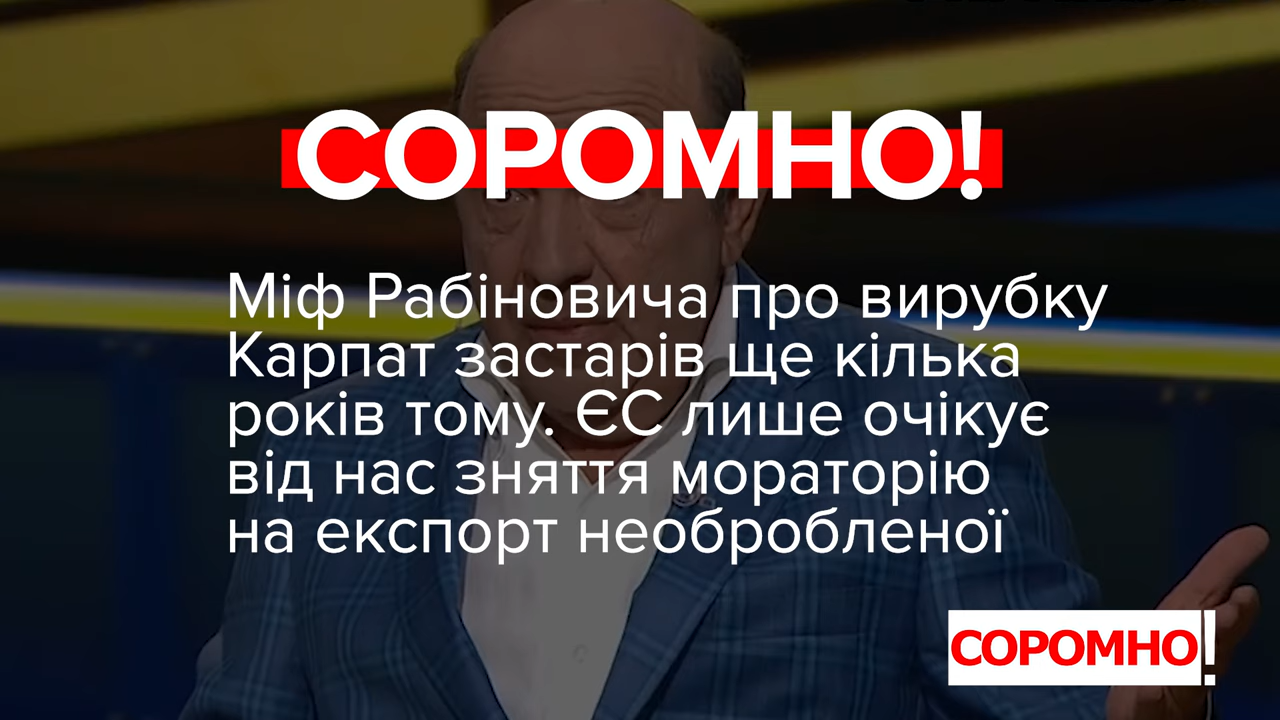 СОРОМНО!
Міф Рабіновича про вирубку
Карпат застарів ще кілька
років тому. ЄС лише очікує
від нас зняття мораторію
на експорт необробленої
СОРОМНО!